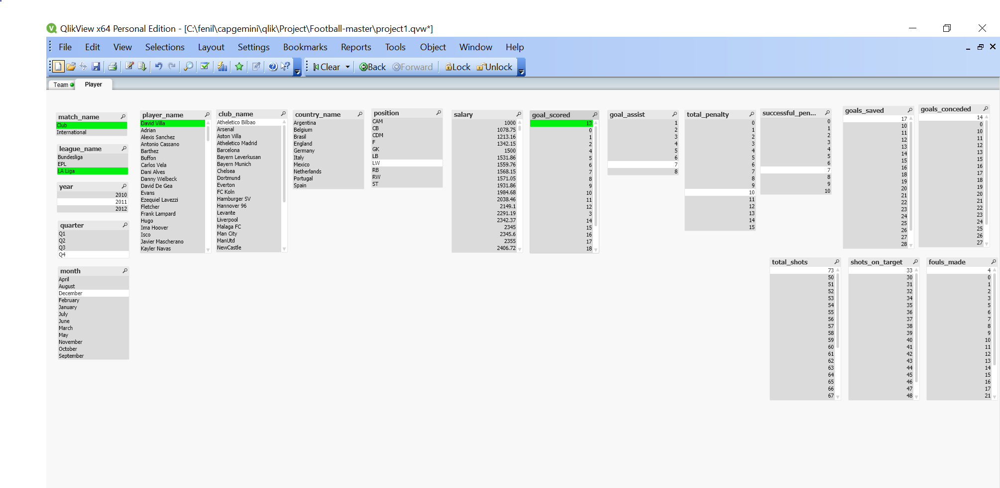 QlikView x64 Personal Edition - [C:\fenil\capgemini\qlik\Project\Football-master\project1.qvw*]
File Edit View Selections Layout Settings Bookmarks Reports Tools Object Window Help
Clear Back Forward Lock Unlock
Team Player
match_name
Club
International
league_name
Bundesliga
EPL
LA Liga
year
2010
2011
2012
quarter
Q1
Q2
Q3
Q4
month
April
August
December
February
January
July
June
March
May
November
October
September
player_name
David Villa
Adrian
Alexis Sanchez
Antonio Cassano
Barthez
Buffon
Carlos Vela
Dani Alves
Danny Welbeck
David De Gea
Evans
Ezequiel Lavezzi
Fletcher
Frank Lampard
Hugo
Ima Hoover
Isco
Javier Mascherano
Kayler Navas
club_name
Atheletico Bilbao
Arsenal
Aston Villa
Atheletico Madrid
Barcelona
Bayern Leverkusan
Bayern Munich
Chelsea
Dortmund
Everton
FC Koln
Hamburger SV
Hannover 96
Levante
Liverpool
Malaga FC
Man City
ManUtd
NewCastle
country_name
Argentina
Belgium
Brasil
England
Germany
Italy
Mexico
Netherlands
Portugal
Spain
position
CAM
CB
CDM
F
GK
LB
LW
RB
RW
ST
salary
1000
1078.75
1213.16
1342.15
1500
1531.86
1559.76
1568.15
1571.05
1931.86
1984.68
2038.46
2149.1
2291.19
2342.37
2345
2345.6
2355
2406.72
goal_scored
13
0
1
2
4
5
6
7
8
9
10
11
12
3
14
15
16
17
18
goal_assist
1
2
3
4
5
6
7
8
total_penalty
0
1
2
3
4
5
6
7
8
9
10
11
12
13
14
15
successful_pen...
0
1
2
3
4
5
6
7
8
9
10
goals_saved
17
10
11
12
13
14
15
16
18
19
20
21
22
23
24
25
26
27
28
goals_conceded
14
0
10
11
12
13
15
16
17
18
19
20
21
22
23
24
25
26
27
total_shots
73
50
51
52
53
54
55
56
57
58
59
60
61
62
63
64
65
66
67
shots_on_target
33
30
31
32
34
35
36
37
38
39
40
41
42
43
44
45
46
47
48
fouls_made
4
0
1
2
3
5
6
7
8
9
10
11
12
13
14
15
16
17
21